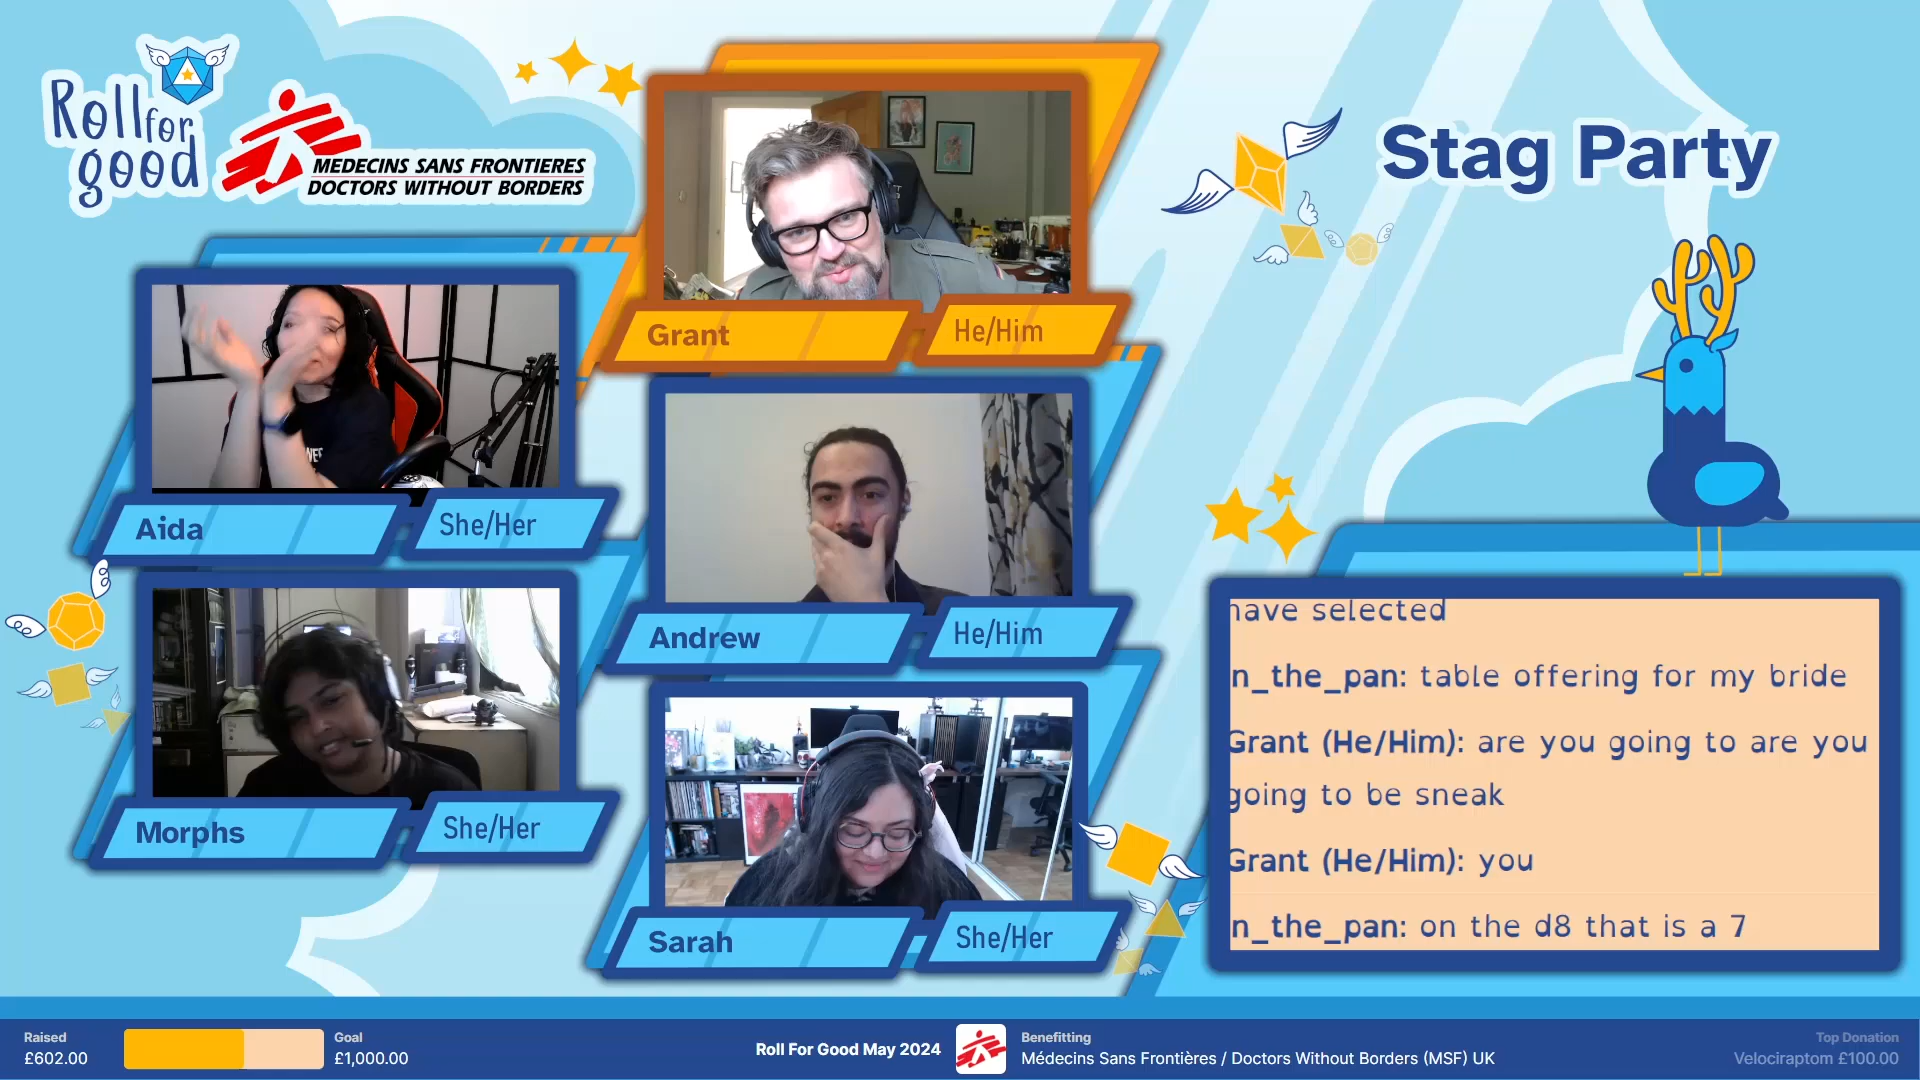 Roll for good
MEDECINS SANS FRONTIERES
DOCTORS WITHOUT BORDERS
Stag Party
Grant
He/Him
Aida
She/Her
Andrew
He/Him
Morphs
She/Her
Sarah
She/Her
have selected
n_the_pan: table offering for my bride
Grant (He/Him): are you going to are you
going to be sneak
Grant (He/Him): you
n_the_pan: on the d8 that is a 7
Raised
£602.00
Goal
£1,000.00
Roll For Good May 2024
Benefitting
Médecins Sans Frontières / Doctors Without Borders (MSF) UK
Top Donation
Velociraptom £100.00